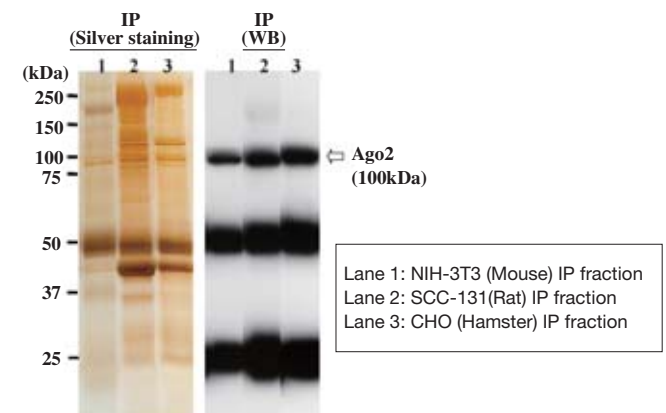 IP
(Silver staining)
IP
(WB)
1 2 3
1 2 3
(kDa)
250
150
100
75
50
37
25
Ago2
(100kDa)
Lane 1: NIH-3T3 (Mouse) IP fraction
Lane 2: SCC-131(Rat) IP fraction
Lane 3: CHO (Hamster) IP fraction